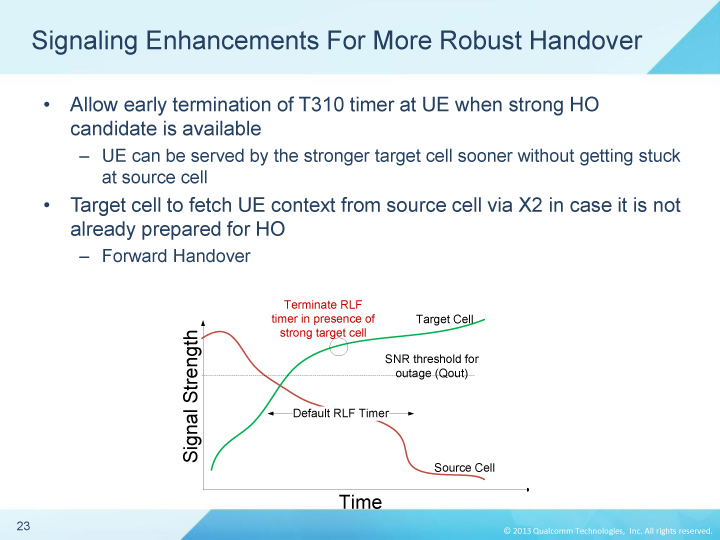 Signaling Enhancements For More Robust Handover
• Allow early termination of T310 timer at UE when strong HO
candidate is available
– UE can be served by the stronger target cell sooner without getting stuck
at source cell
• Target cell to fetch UE context from source cell via X2 in case it is not
already prepared for HO
– Forward Handover
Terminate RLF
timer in presence of
strong target cell
Target Cell
SNR threshold for
outage (Qout)
Signal Strength
Default RLF Timer
Source Cell
Time
23
© 2013 Qualcomm Technologies, Inc. All rights reserved.